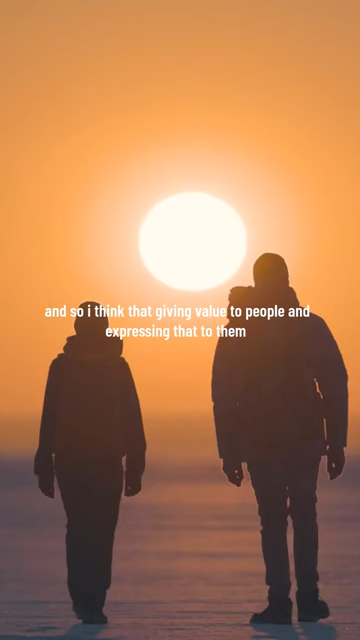 and so i think that giving value to people and
expressing that to them